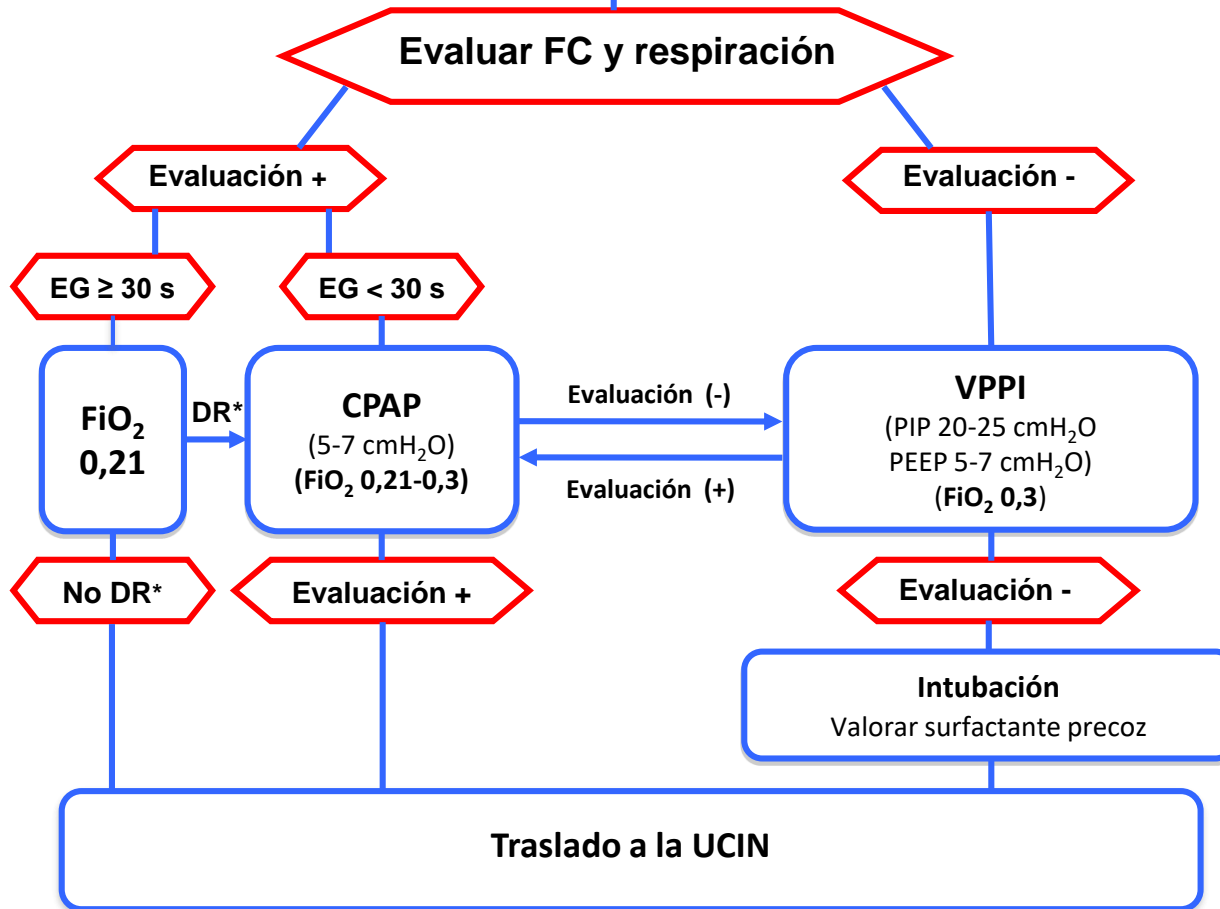 Evaluar FC y respiración
Evaluación +
Evaluación -
EG ≥ 30 s
EG < 30 s
FiO₂
0,21
DR*
CPAP
(5-7 cmH₂O)
(FiO₂ 0,21-0,3)
Evaluación (-)
Evaluación (+)
VPPI
(PIP 20-25 cmH₂O
PEEP 5-7 cmH₂O)
(FiO₂ 0,3)
No DR*
Evaluación +
Evaluación -
Intubación
Valorar surfactante precoz
Traslado a la UCIN